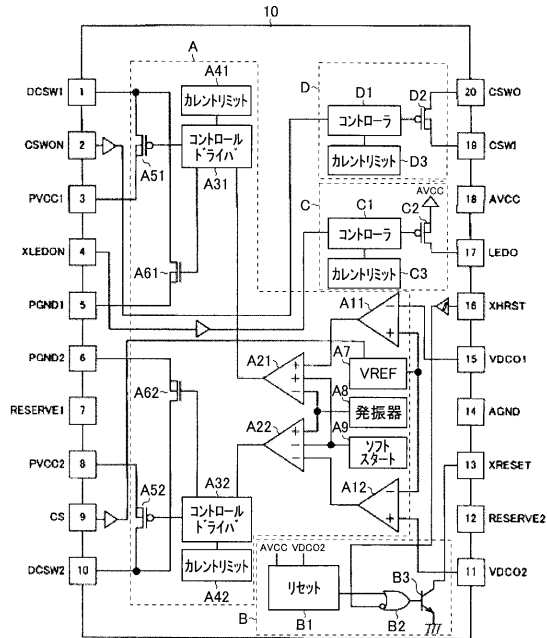 10
A
A41
カレントリミット
コントロール
ドライバ
A31
A51
A61
DCSW1
1
CSWON
2
PVCC1
3
XLEDON
4
PGND1
5
PGND2
6
RESERVE1
7
PVCC2
8
CS
9
DCSW2
10
D
D1
コントローラ
D2
カレントリミット
D3
AVCC
C
C1
コントローラ
C2
カレントリミット
C3
20
CSWO
19
CSWI
18
AVCC
17
LEDO
16
XHRST
15
VDCO1
14
AGND
13
XRESET
12
RESERVE2
11
VDCO2
A11
−
+
A7
VREF
A21
+
+
−
A8
発振器
A22
+
+
−
A9
ソフト
スタート
A62
A12
−
+
A52
A32
コントロール
ドライバ
カレントリミット
A42
AVCC
VDCO2
リセット
B
B1
B2
B3